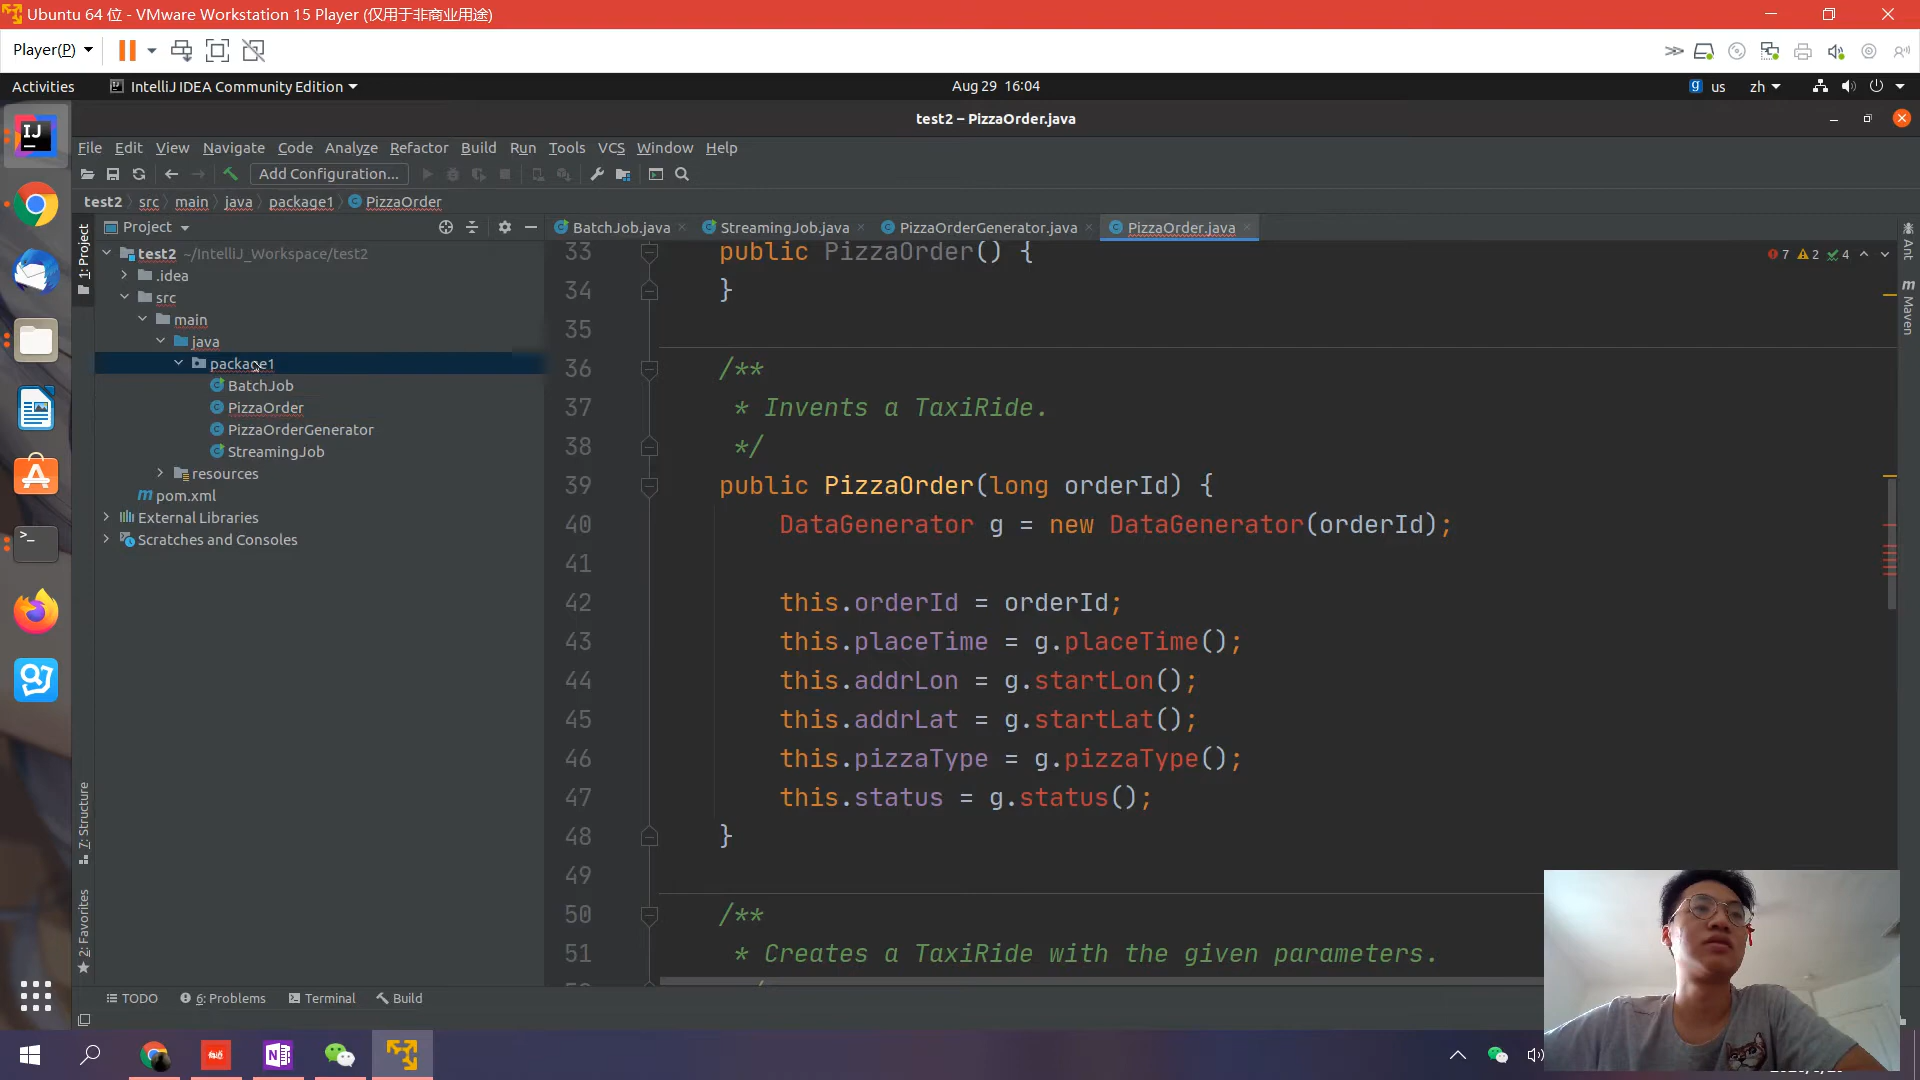 Ubuntu 64 位 - VMware Workstation 15 Player (仅用于非商业用途)
Player(P)
Activities
IntelliJ IDEA Community Edition
Aug 29 16:04
us
zh
test2 – PizzaOrder.java
File Edit View Navigate Code Analyze Refactor Build Run Tools VCS Window Help
Add Configuration...
test2 src main java package1 PizzaOrder
Project
BatchJob.java
StreamingJob.java
PizzaOrderGenerator.java
PizzaOrder.java
1: Project
7: Structure
2: Favorites
Ant
Maven
test2 ~/IntelliJ_Workspace/test2
.idea
src
main
java
package1
BatchJob
PizzaOrder
PizzaOrderGenerator
StreamingJob
resources
pom.xml
External Libraries
Scratches and Consoles
7 2 4
33 public PizzaOrder() {
34 }
35
36 /**
37 * Invents a TaxiRide.
38 */
39 public PizzaOrder(long orderId) {
40 DataGenerator g = new DataGenerator(orderId);
41
42 this.orderId = orderId;
43 this.placeTime = g.placeTime();
44 this.addrLon = g.startLon();
45 this.addrLat = g.startLat();
46 this.pizzaType = g.pizzaType();
47 this.status = g.status();
48 }
49
50 /**
51 * Creates a TaxiRide with the given parameters.
TODO
6: Problems
Terminal
Build